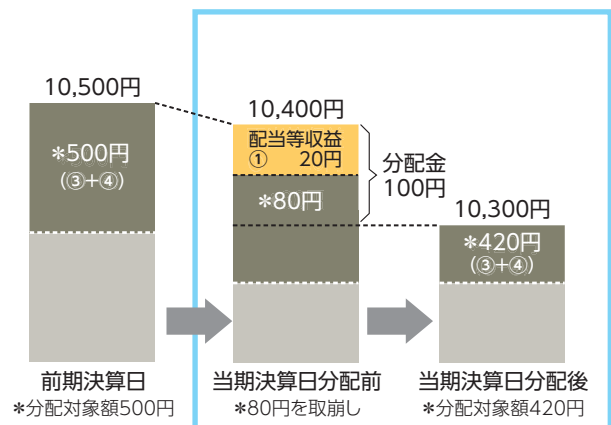 10,500円
＊500円
(③+④)
10,400円
配当等収益
① 20円
＊80円
分配金
100円
10,300円
＊420円
(③+④)
前期決算日
＊分配対象額500円
当期決算日分配前
＊80円を取崩し
当期決算日分配後
＊分配対象額420円